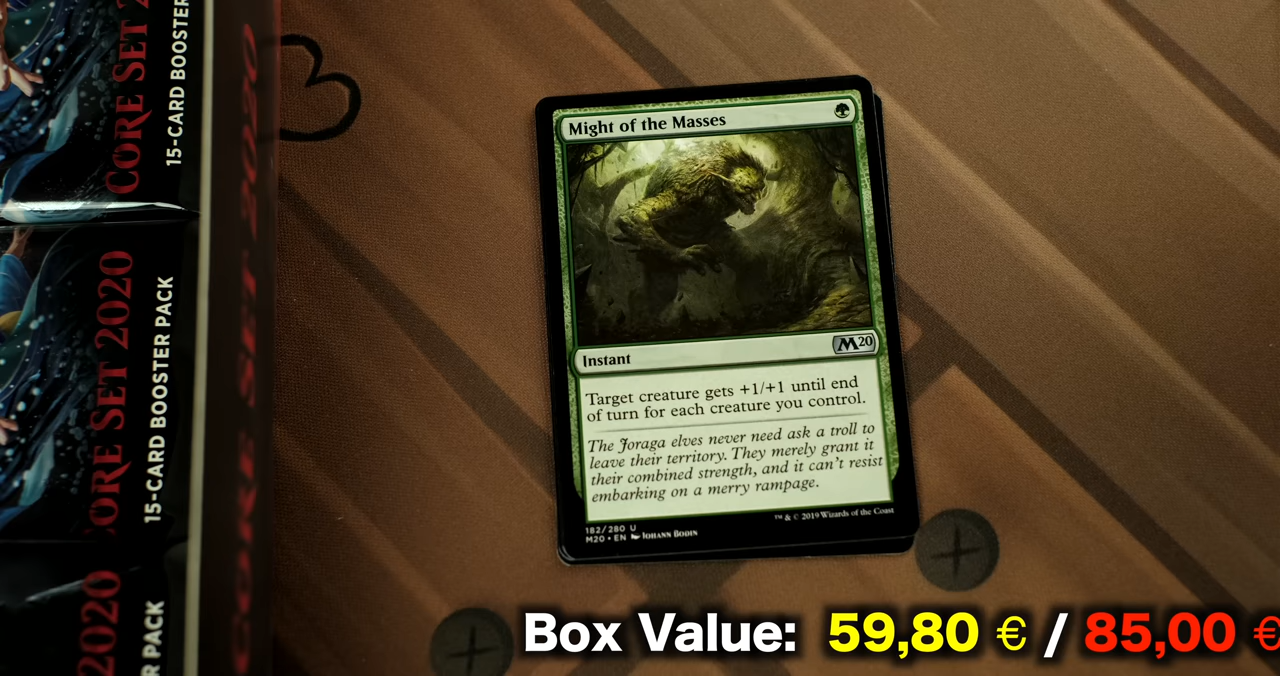 CORE SET 2
15-CARD BOOSTER
CORE SET 2020
15-CARD BOOSTER PACK
2020
R PACK
CORE SET 2020
Might of the Masses
Instant
M20
Target creature gets +1/+1 until end
of turn for each creature you control.
The Joraga elves never need ask a troll to
leave their territory. They merely grant it
their combined strength, and it can't resist
embarking on a merry rampage.
182/280 U
M20 • EN Johann Bodin
™ & © 2019 Wizards of the Coast
Box Value: 59,80 € / 85,00 €